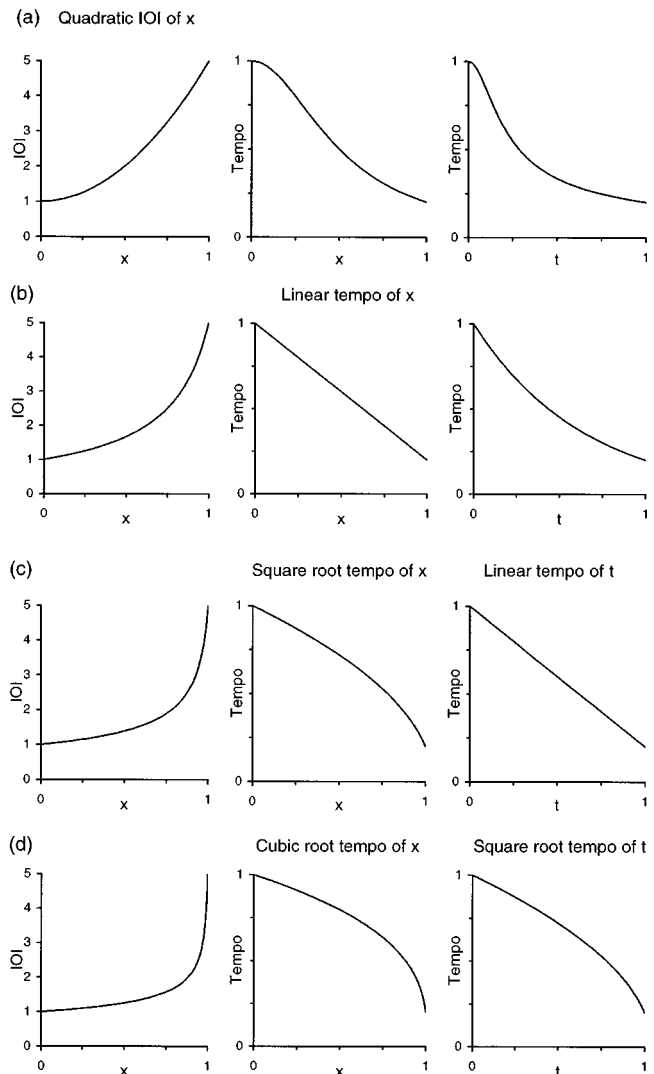 (a) Quadratic IOI of x
5
4
3
2
1
0
IOI
0
x
1
1
Tempo
0
0
x
1
1
Tempo
0
0
t
1
(b) Linear tempo of x
5
4
3
2
1
0
IOI
0
x
1
1
Tempo
0
0
x
1
1
Tempo
0
0
t
1
(c) Square root tempo of x Linear tempo of t
5
4
3
2
1
0
IOI
0
x
1
1
Tempo
0
0
x
1
1
Tempo
0
0
t
1
(d) Cubic root tempo of x Square root tempo of t
5
4
3
2
1
0
IOI
0
x
1
1
Tempo
0
0
x
1
1
Tempo
0
0
t
1